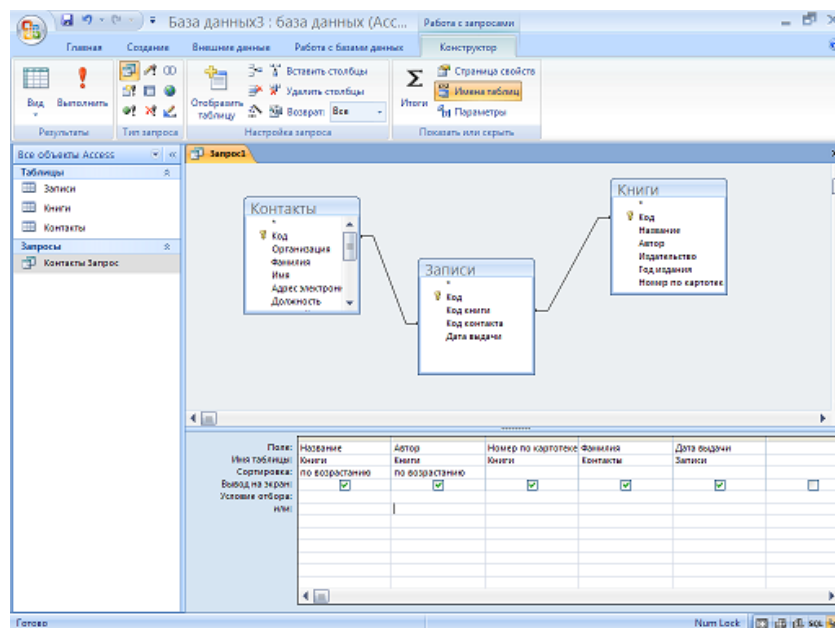 База данных3 : база данных (Acc...
Работа с запросами
Главная
Создание
Внешние данные
Работа с базами данных
Конструктор
Вид
Выполнить
Результаты
Тип запроса
Отобразить таблицу
Вставить столбцы
Удалить столбцы
Возврат: Все
Настройка запроса
Итоги
Страница свойств
Имена таблиц
Параметры
Показать или скрыть
Все объекты Access
Таблицы
Записи
Книги
Контакты
Запросы
Контакты Запрос
Запрос1
Контакты
*
Код
Организация
Фамилия
Имя
Адрес электронн
Должность
Записи
*
Код
Код книги
Код контакта
Дата выдачи
Книги
*
Код
Название
Автор
Издательство
Год издания
Номер по картотек
Поле: Название Автор Номер по картотеке Фамилия Дата выдачи
Имя таблицы: Книги Книги Книги Контакты Записи
Сортировка: по возрастанию по возрастанию
Вывод на экран:
Условие отбора:
или:
Готово
Num Lock
SQL